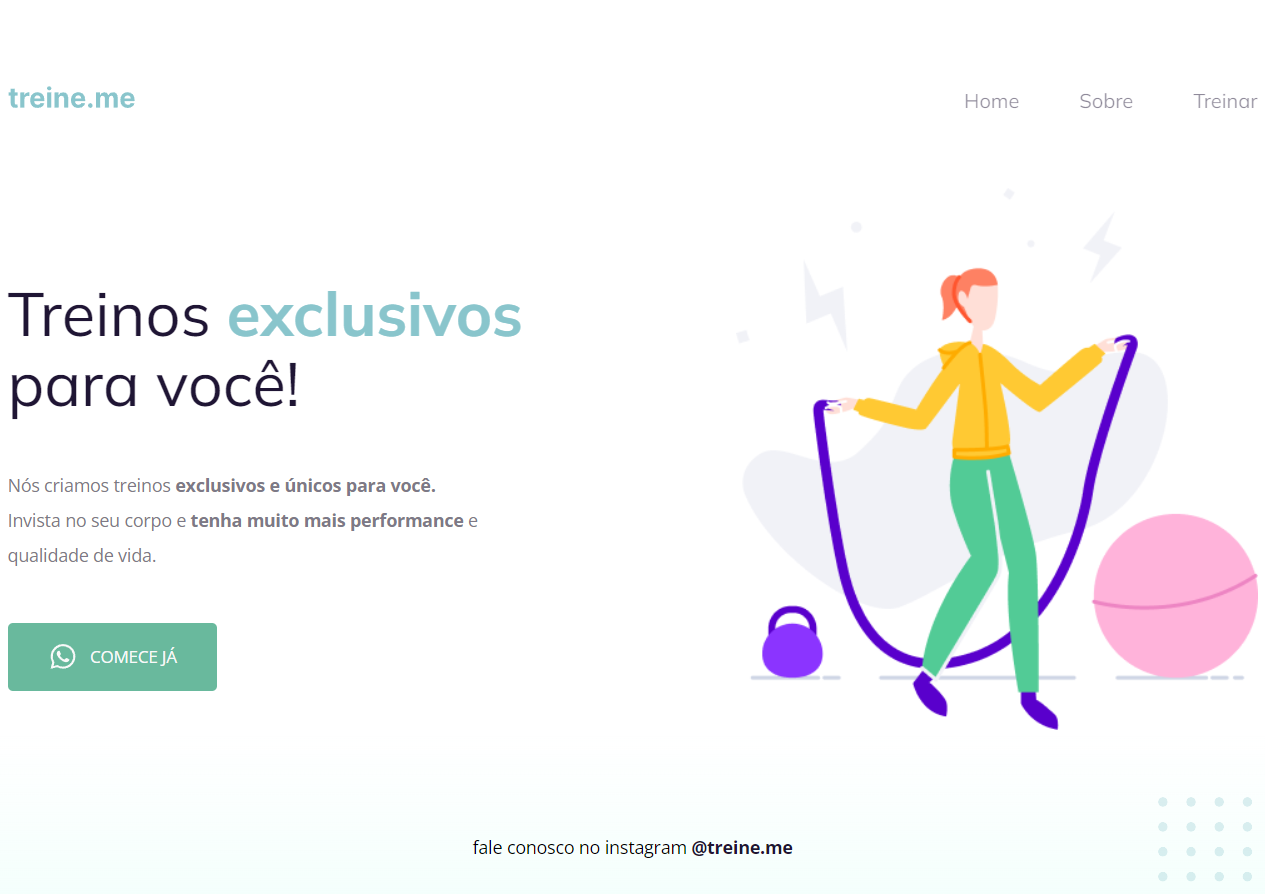 treine.me
Home Sobre Treinar
Treinos exclusivos
para você!
Nós criamos treinos exclusivos e únicos para você.
Invista no seu corpo e tenha muito mais performance e
qualidade de vida.
COMECE JÁ
fale conosco no instagram @treine.me